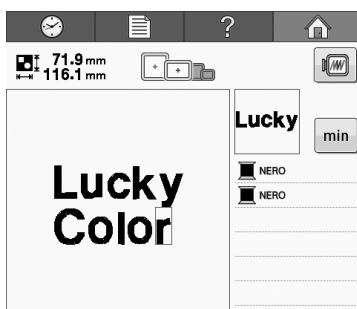 ?
71.9 mm
116.1 mm
Lucky
min
NERO
NERO
Lucky
Color